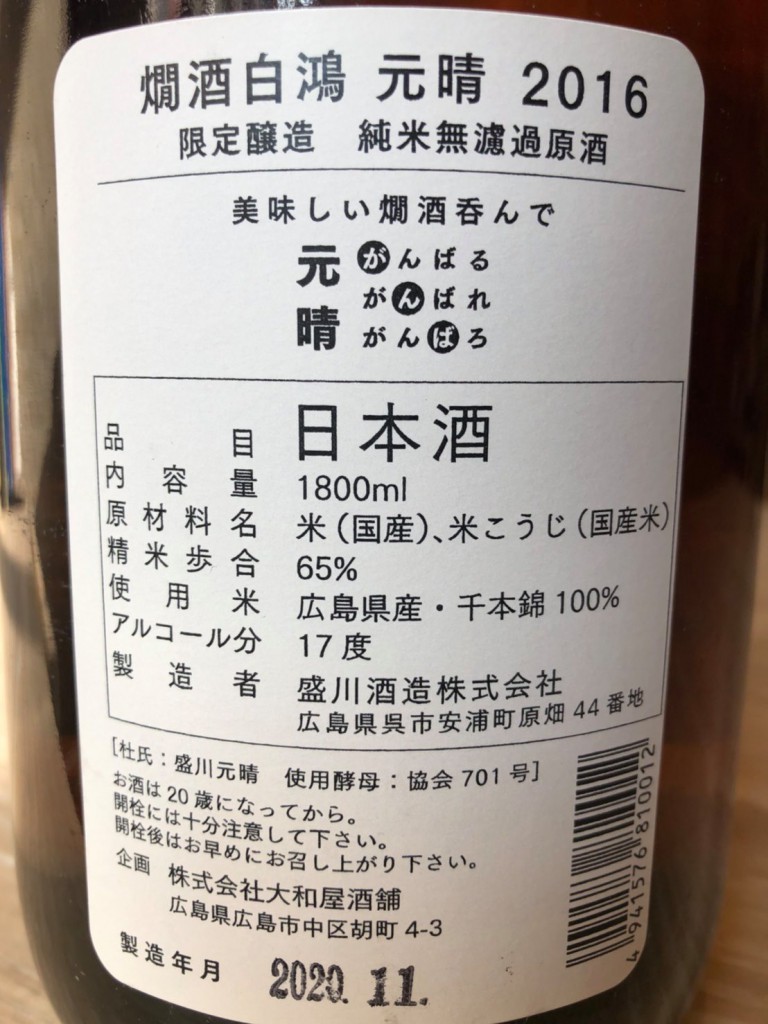 燗酒白鴻 元晴 2016
限定醸造 純米無濾過原酒
美味しい燗酒呑んで
元晴
がんばる
がんばれ
がんばろ
品目 日本酒
内容量 1800ml
原材料名 米(国産)、米こうじ(国産米)
精米歩合 65%
使用米 広島県産・千本錦 100%
アルコール分 17度
製造者 盛川酒造株式会社
広島県呉市安浦町原畑 44 番地
[杜氏:盛川元晴 使用酵母:協会 701 号]
お酒は 20 歳になってから。
開栓には十分注意して下さい。
開栓後はお早めにお召し上がり下さい。
企画 株式会社大和屋酒舗
広島県広島市中区胡町 4-3
製造年月 2020. 11.
4 941576 810012